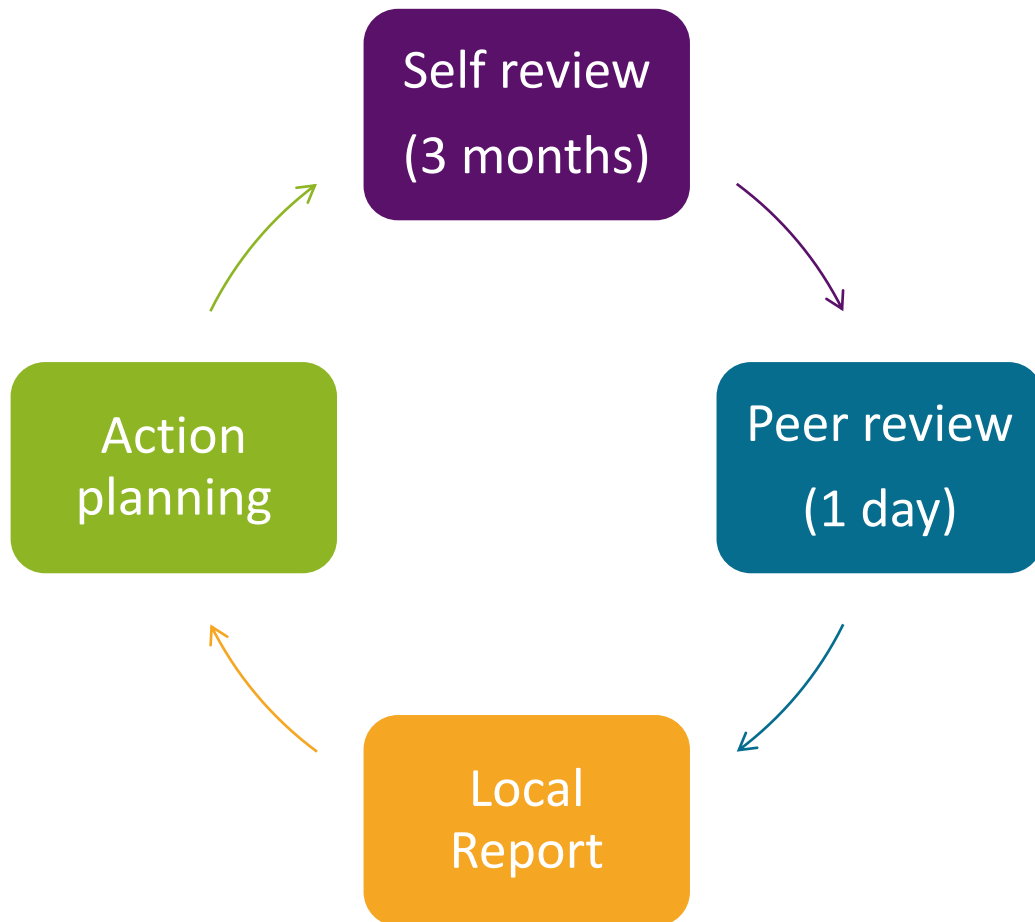 Self review
(3 months)
Peer review
(1 day)
Local
Report
Action
planning